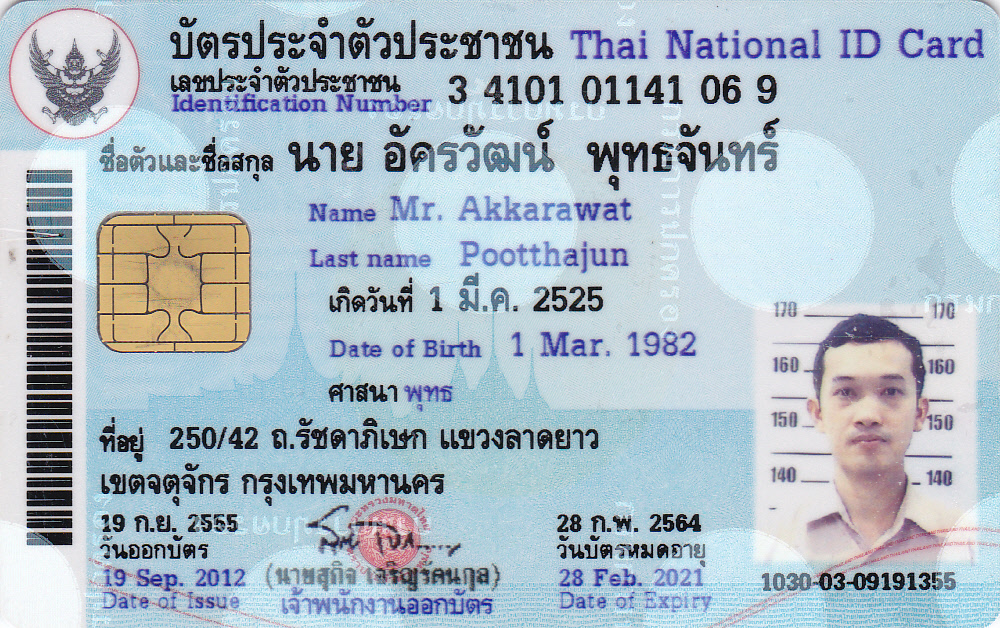 บัตรประจำตัวประชาชน Thai National ID Card
เลขประจำตัวประชาชน
Identification Number 3 4101 01141 06 9
ชื่อตัวและชื่อสกุล นาย อัครวัฒน์ พุทธจันทร์
Name Mr. Akkarawat
Last name Pootthajun
เกิดวันที่ 1 มี.ค. 2525
Date of Birth 1 Mar. 1982
ศาสนา พุทธ
ที่อยู่ 250/42 ถ.รัชดาภิเษก แขวงลาดยาว
เขตจตุจักร กรุงเทพมหานคร
19 ก.ย. 2555
วันออกบัตร
19 Sep. 2012
Date of Issue
(นายสุกิจ เจริญรัตนกุล)
เจ้าพนักงานออกบัตร
28 ก.พ. 2564
วันบัตรหมดอายุ
28 Feb. 2021
Date of Expiry
170 170
160 160
150 150
140 140
1030-03-09191355